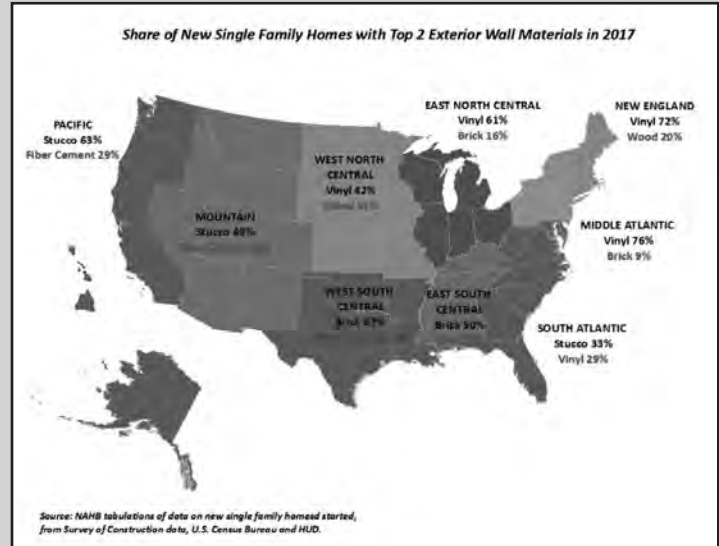 Share of New Single Family Homes with Top 2 Exterior Wall Materials in 2017
PACIFIC
Stucco 63%
Fiber Cement 29%
EAST NORTH CENTRAL
Vinyl 61%
Brick 16%
NEW ENGLAND
Vinyl 72%
Wood 20%
WEST NORTH
CENTRAL
Vinyl 42%
MOUNTAIN
Stucco
MIDDLE ATLANTIC
Vinyl 76%
Brick 9%
WEST SOUTH
CENTRAL
Brick
EAST SOUTH
CENTRAL
Brick 50%
SOUTH ATLANTIC
Stucco 33%
Vinyl 29%
Source: NAHB tabulations of data on new single family homesd started,
from Survey of Construction data, U.S. Census Bureau and HUD.